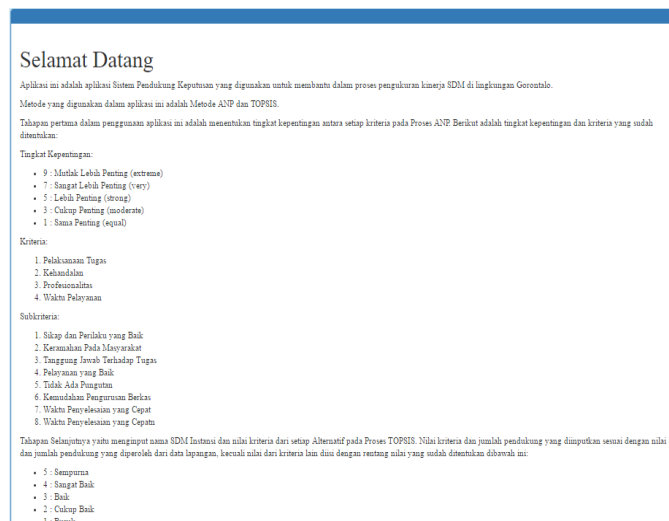 Selamat Datang
Aplikasi ini adalah aplikasi Sistem Pendukung Keputusan yang digunakan untuk membantu dalam proses pengukuran kinerja SDM di lingkungan Gorontalo.
Metode yang digunakan dalam aplikasi ini adalah Metode ANP dan TOPSIS.
Tahapan pertama dalam penggunaan aplikasi ini adalah menentukan tingkat kepentingan antara setiap kriteria pada Proses ANP. Berikut adalah tingkat kepentingan dan kriteria yang sudah
ditentukan:
Tingkat Kepentingan:
• 9 : Mutlak Lebih Penting (extreme)
• 7 : Sangat Lebih Penting (very)
• 5 : Lebih Penting (strong)
• 3 : Cukup Penting (moderate)
• 1 : Sama Penting (equal)
Kriteria:
1. Pelaksanaan Tugas
2. Kehandalan
3. Profesionalitas
4. Waktu Pelayanan
Subkriteria:
1. Sikap dan Perilaku yang Baik
2. Keramahan Pada Masyarakat
3. Tanggung Jawab Terhadap Tugas
4. Pelayanan yang Baik
5. Tidak Ada Pungutan
6. Kemudahan Pengurusan Berkas
7. Waktu Penyelesaian yang Cepat
8. Waktu Penyelesaian yang Cepatn
Tahapan Selanjutnya yaitu menginput nama SDM Instansi dan nilai kriteria dari setiap Alternatif pada Proses TOPSIS. Nilai kriteria dan jumlah pendukung yang diinputkan sesuai dengan nilai
dan jumlah pendukung yang diperoleh dari data lapangan, kecuali nilai dari kriteria lain diisi dengan rentang nilai yang sudah ditentukan dibawah ini:
• 5 : Sempurna
• 4 : Sangat Baik
• 3 : Baik
• 2 : Cukup Baik